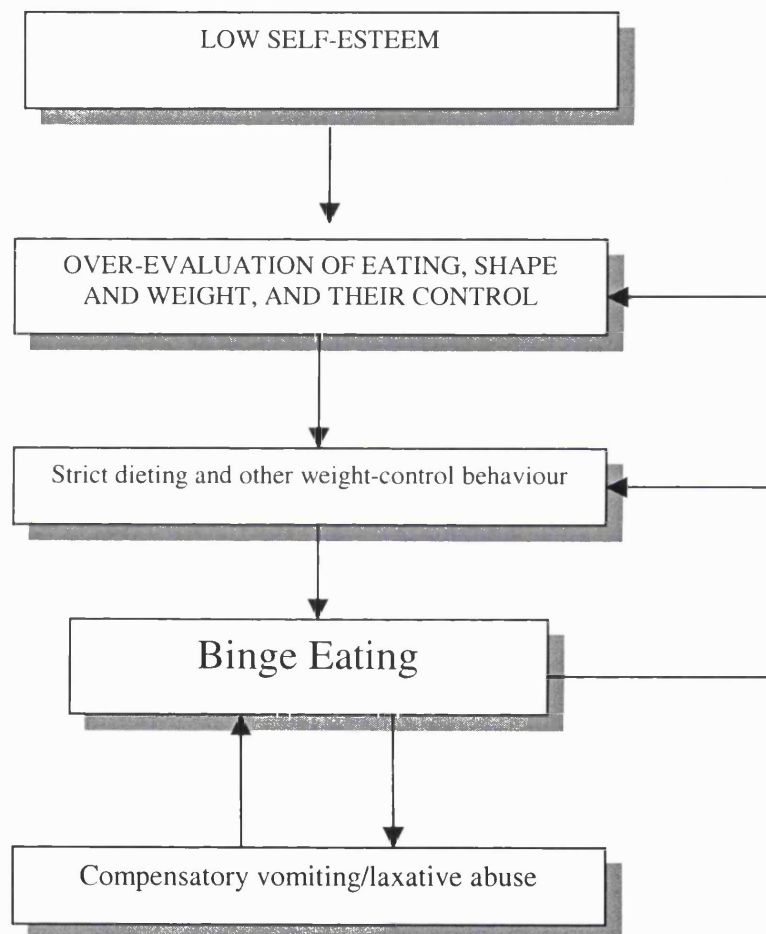 LOW SELF-ESTEEM
OVER-EVALUATION OF EATING, SHAPE
AND WEIGHT, AND THEIR CONTROL
Strict dieting and other weight-control behaviour
Binge Eating
Compensatory vomiting/laxative abuse